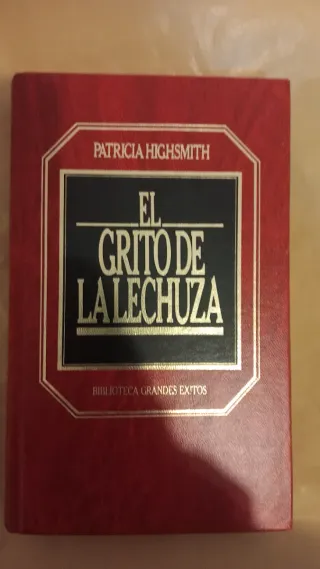 PATRICIA HIGHSMITH
EL
GRITO DE
LA LECHUZA
BIBLIOTECA GRANDES EXITOS